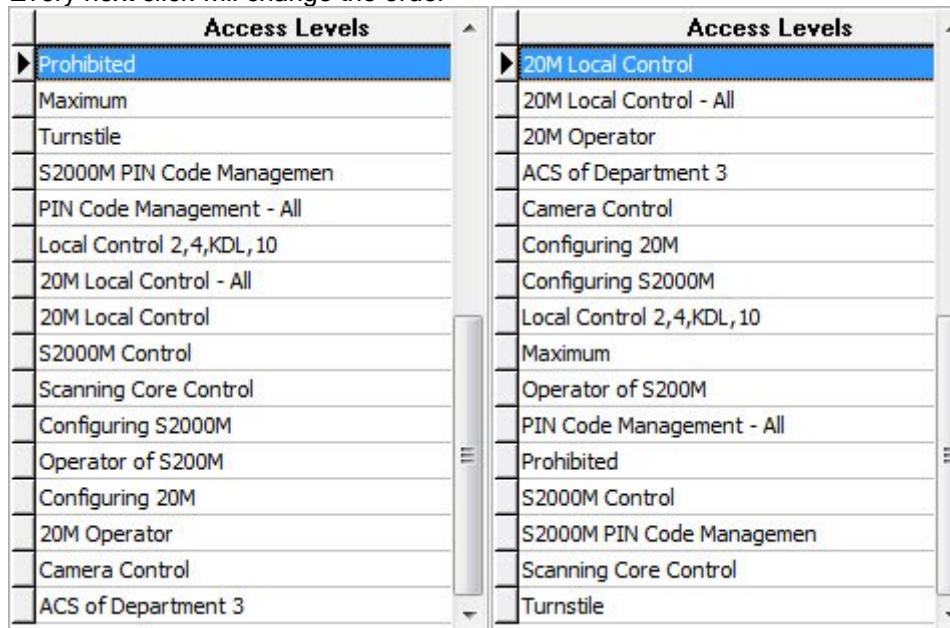 Every next click will change the order
Access Levels
Prohibited
Maximum
Turnstile
S2000M PIN Code Managemen
PIN Code Management - All
Local Control 2,4,KDL,10
20M Local Control - All
20M Local Control
S2000M Control
Scanning Core Control
Configuring S2000M
Operator of S200M
Configuring 20M
20M Operator
Camera Control
ACS of Department 3
Access Levels
20M Local Control
20M Local Control - All
20M Operator
ACS of Department 3
Camera Control
Configuring 20M
Configuring S2000M
Local Control 2,4,KDL,10
Maximum
Operator of S200M
PIN Code Management - All
Prohibited
S2000M Control
S2000M PIN Code Managemen
Scanning Core Control
Turnstile